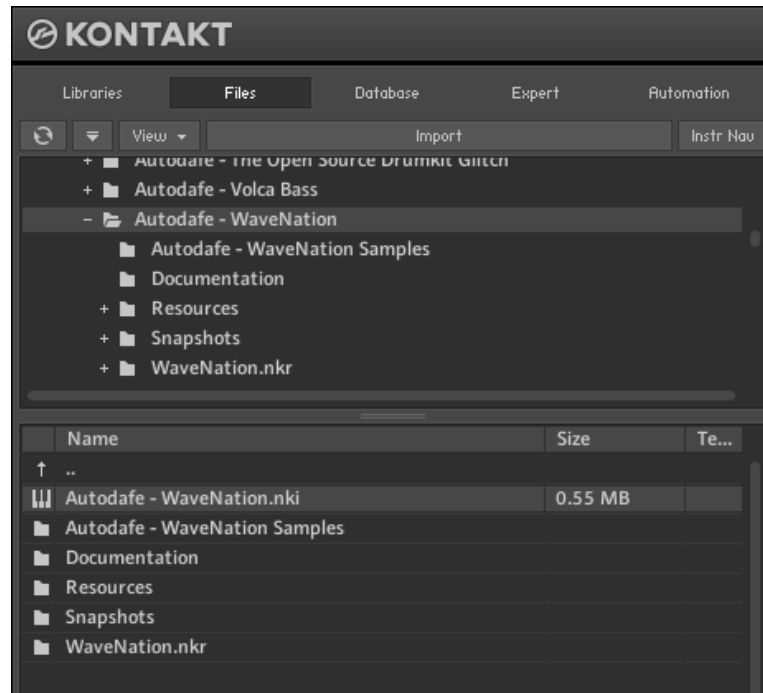 KONTAKT
Libraries Files Database Expert Automation
View Import Instr Nav
Autodafe - The Open Source Drumkit Glitch
+ Autodafe - Volca Bass
- Autodafe - WaveNation
Autodafe - WaveNation Samples
Documentation
+ Resources
+ Snapshots
+ WaveNation.nkr
Name Size Te...
..
Autodafe - WaveNation.nki 0.55 MB
Autodafe - WaveNation Samples
Documentation
Resources
Snapshots
WaveNation.nkr